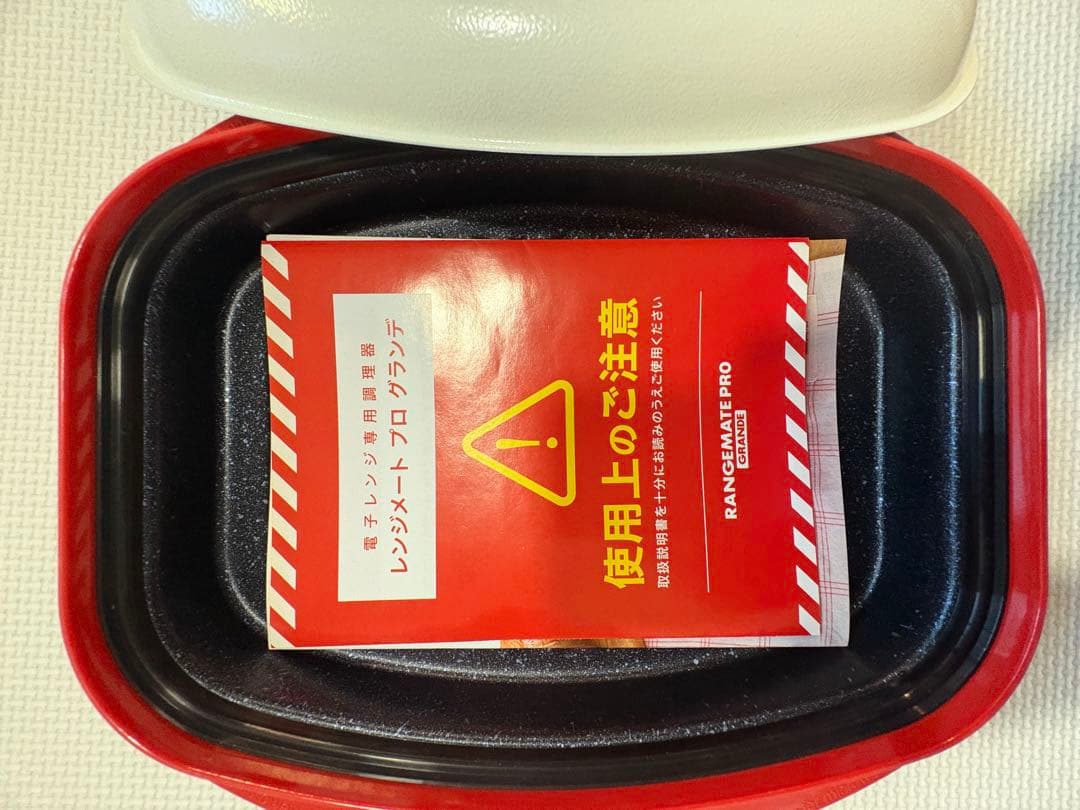 電子レンジ専用調理器
レンジメート プロ グランデ
使用上のご注意
取扱説明書を十分にお読みのうえご使用ください
RANGEMATE PRO
GRANDE